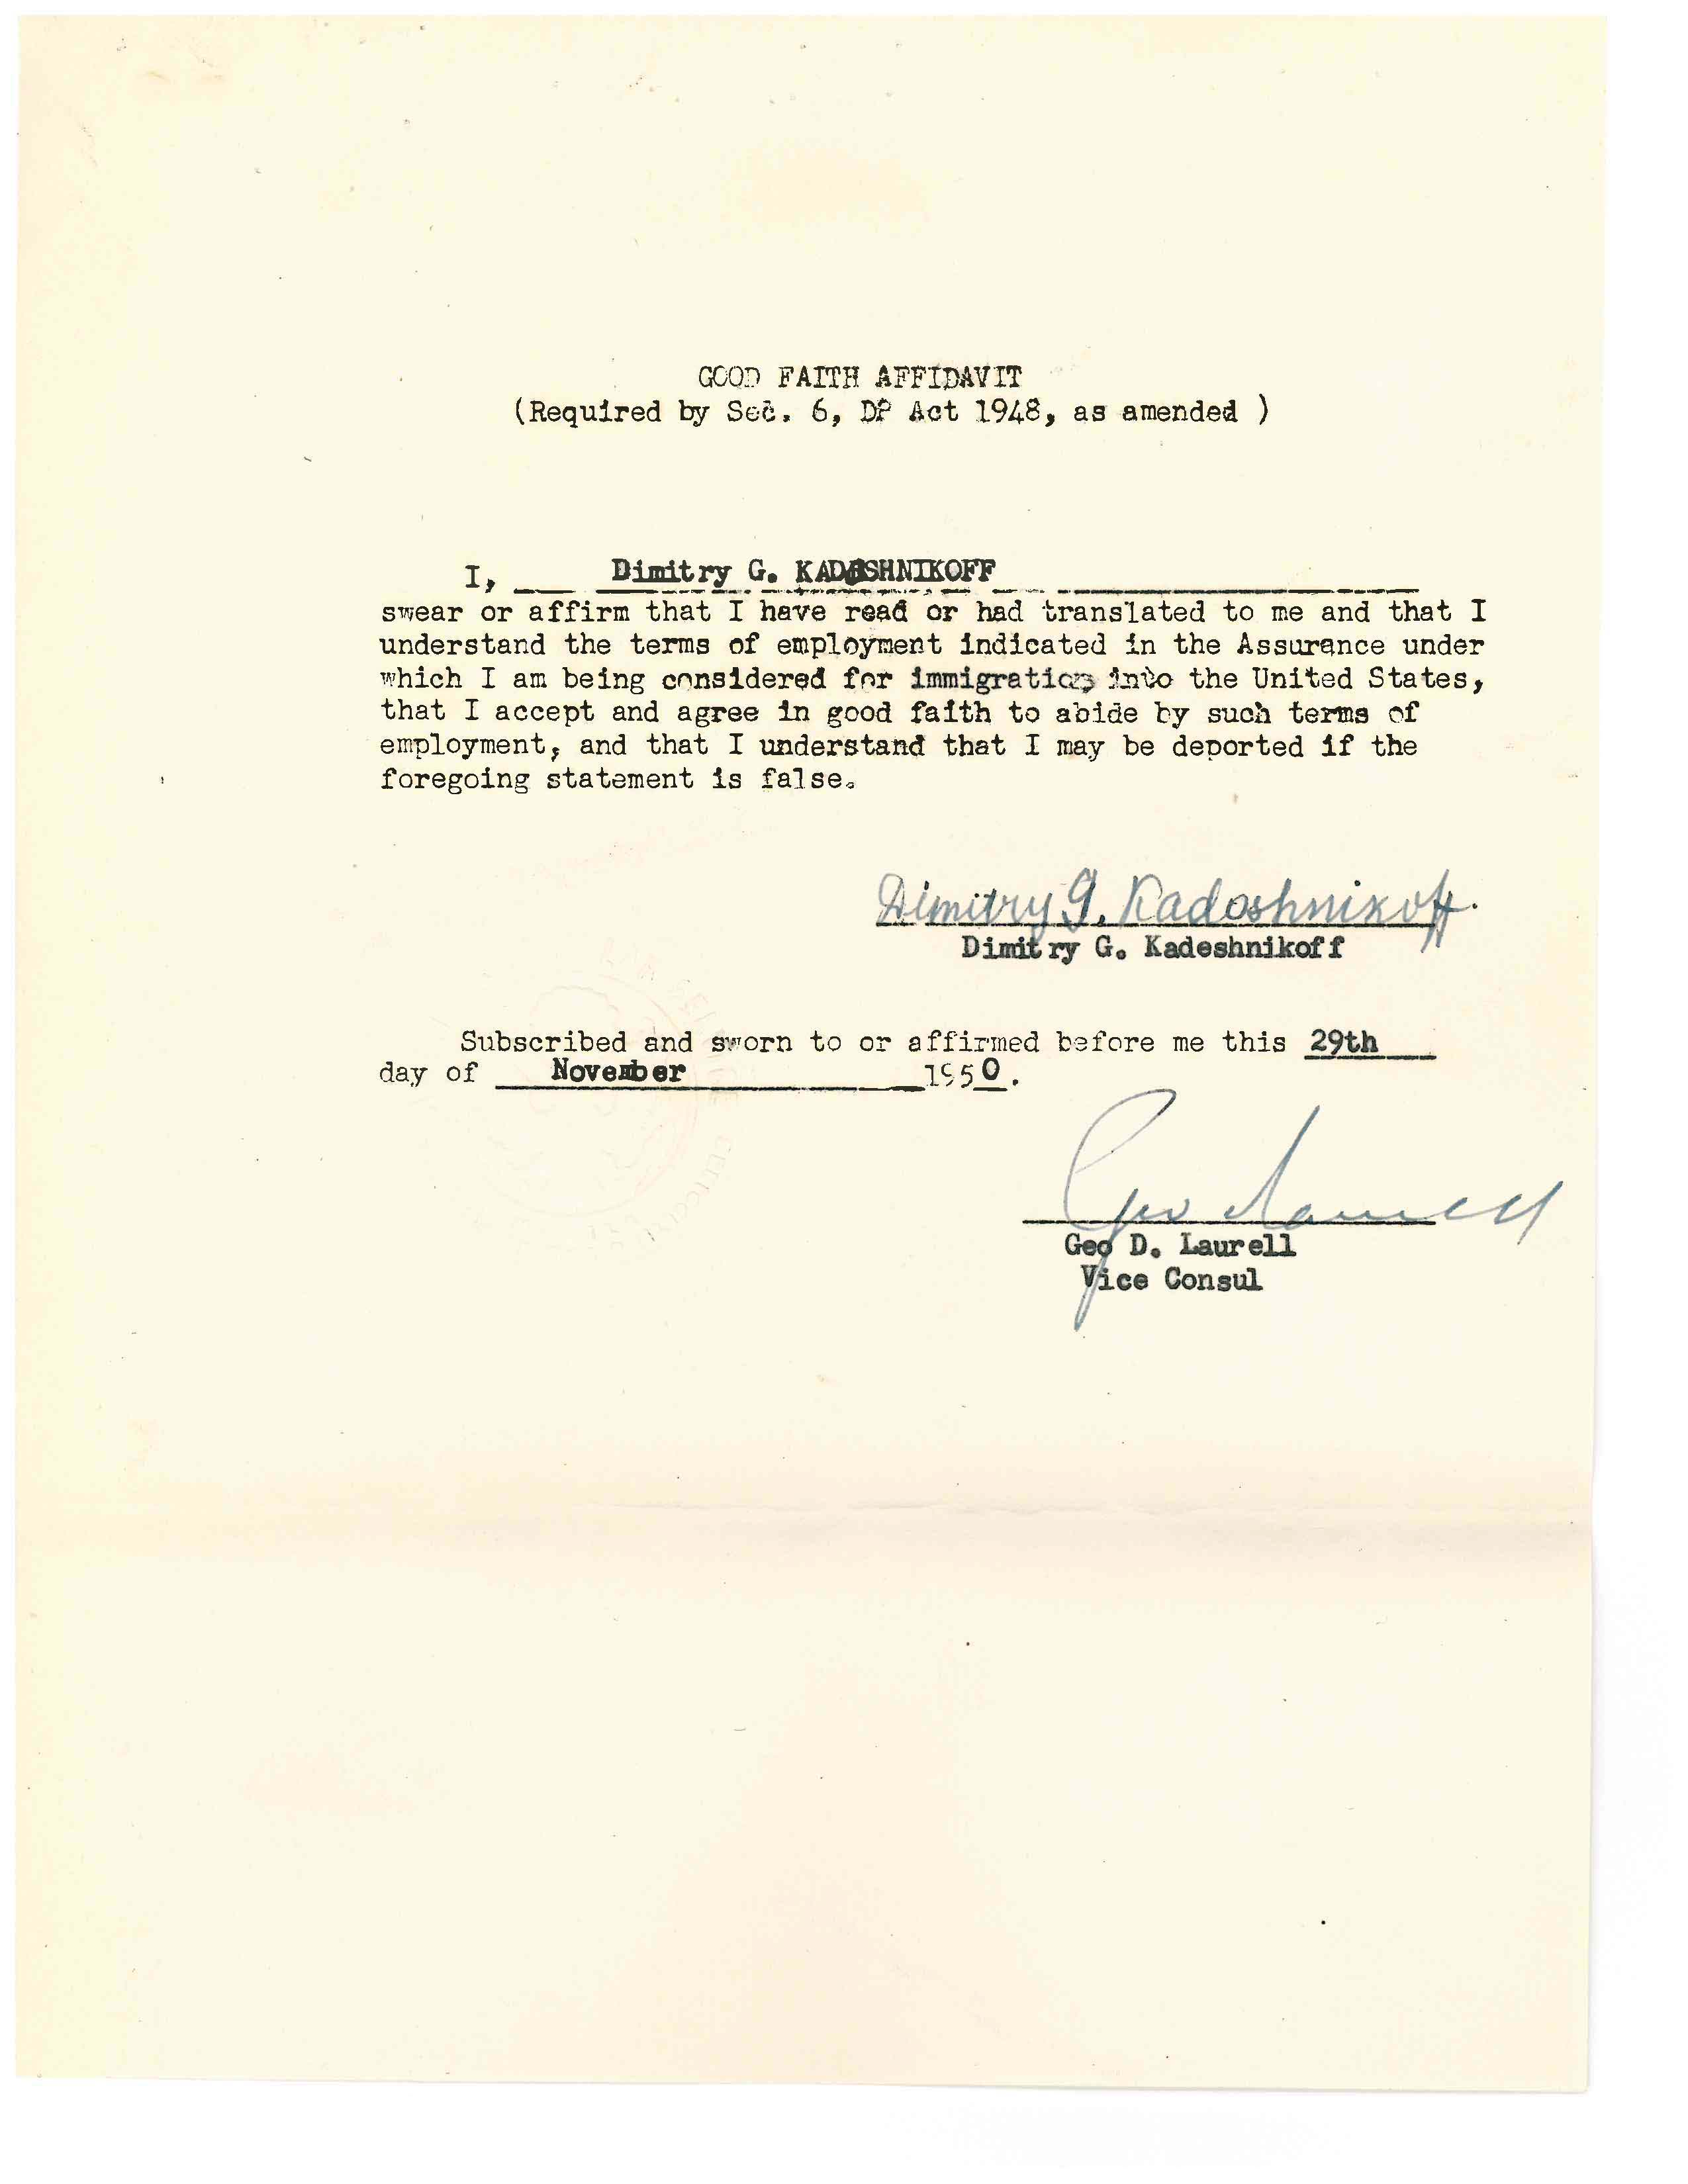 GOOD FAITH AFFIDAVIT
(Required by Sec. 6, DP Act 1948, as amended )
I, Dimitry G. KADESHNIKOFF
swear or affirm that I have read or had translated to me and that I
understand the terms of employment indicated in the Assurance under
which I am being considered for immigration into the United States,
that I accept and agree in good faith to abide by such terms of
employment, and that I understand that I may be deported if the
foregoing statement is false.
Dimitry G. Kadoshnikoff.
Dimitry G. Kadeshnikoff
Subscribed and sworn to or affirmed before me this 29th
day of November 1950.
Geo Laurell
Geo D. Laurell
Vice Consul